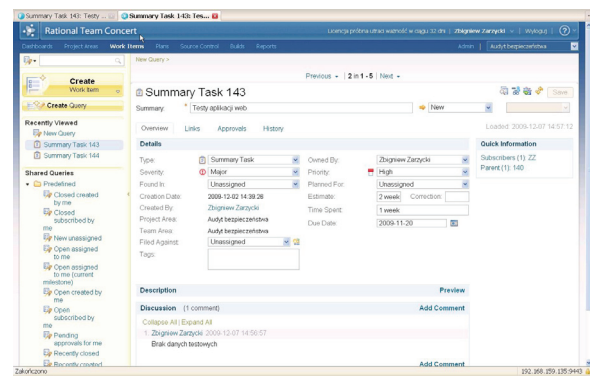 Summary Task 143: Testy ...
Summary Task 143: Tes...
Rational Team Concert
Licencja próbna utraci ważność w ciągu 32 dni | Zbigniew Zarzycki | Wyloguj
Dashboards Project Areas Work Items Plans Source Control Builds Reports
Admin | Audyt bezpieczeństwa
New Query >
Create
Work Item
Create Query
Previous 2 in 1 - 5 Next
Summary Task 143
Save
Summary: * Testy aplikacji web
New
Recently Viewed
New Query
Summary Task 143
Summary Task 144
Overview Links Approvals History
Loaded: 2009-12-07 14:57:12
Details
Quick Information
Type: Summary Task Owned By: Zbigniew Zarzycki
Subscribers (1): ZZ
Severity: Major Priority: High
Parent (1): 140
Found In: Unassigned Planned For: Unassigned
Creation Date: 2009-12-02 14:39:26 Estimate: 2 week Correction:
Created By: Zbigniew Zarzycki Time Spent: 1 week
Project Area: Audyt bezpieczeństwa Due Date: 2009-11-20
Team Area: Audyt bezpieczeństwa
Filed Against: Unassigned
Tags:
Shared Queries
Predefined
Closed created
by me
Closed
subscribed by
me
New unassigned
Open assigned
to me
Open assigned
to me (current
milestone)
Open created by
me
Open
subscribed by
me
Pending
approvals for me
Recently closed
Recently created
Description Preview
Discussion (1 comment) Add Comment
Collapse All | Expand All
1. Zbigniew Zarzycki 2009-12-07 14:56:57
Brak danych testowych
Add Comment
Zakończono
192.168.159.135:9443